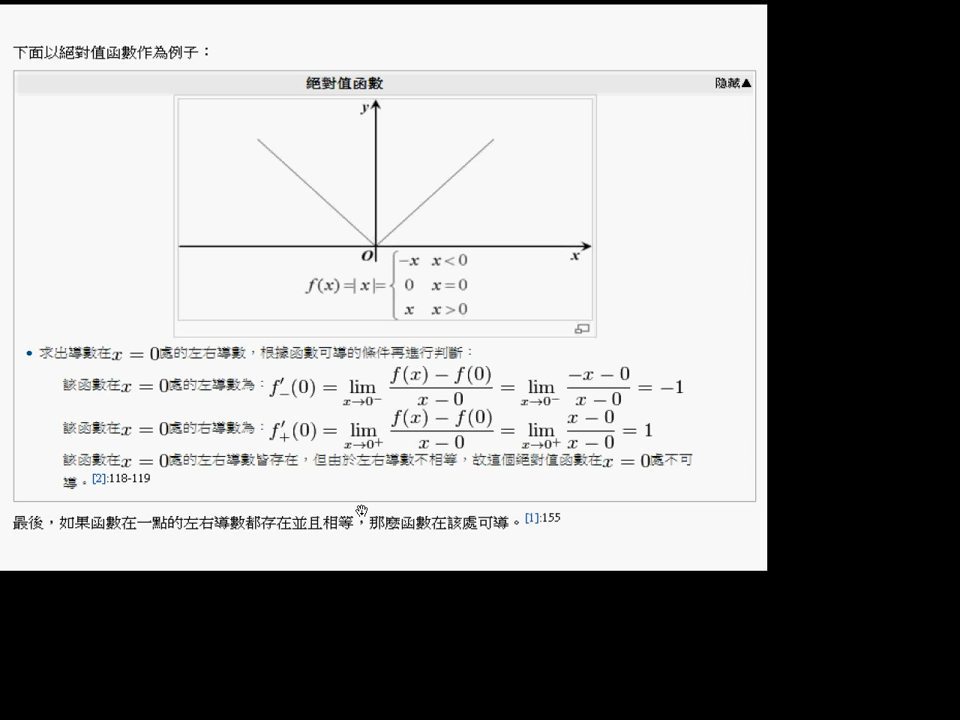 下面以絕對值函數作為例子：
絕對值函數 隐藏▲
y
O x
f(x)=|x|={ -x x<0
0 x=0
x x>0
• 求出導數在x = 0處的左右導數，根據函數可導的條件再進行判斷：
該函數在x = 0處的左導數為：f′₋(0) = lim_{x→0⁻} (f(x) − f(0))/(x − 0) = lim_{x→0⁻} (−x − 0)/(x − 0) = −1
該函數在x = 0處的右導數為：f′₊(0) = lim_{x→0⁺} (f(x) − f(0))/(x − 0) = lim_{x→0⁺} (x − 0)/(x − 0) = 1
該函數在x = 0處的左右導數皆存在，但由於左右導數不相等，故這個絕對值函數在x = 0處不可
導。[2]:118-119
最後，如果函數在一點的左右導數都存在並且相等，那麼函數在該處可導。[1]:155